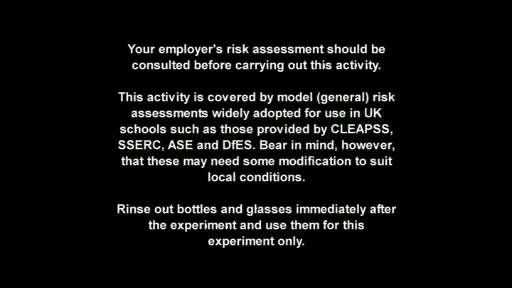 Your employer's risk assessment should be
consulted before carrying out this activity.
This activity is covered by model (general) risk
assessments widely adopted for use in UK
schools such as those provided by CLEAPSS,
SSERC, ASE and DfES. Bear in mind, however,
that these may need some modification to suit
local conditions.
Rinse out bottles and glasses immediately after
the experiment and use them for this
experiment only.